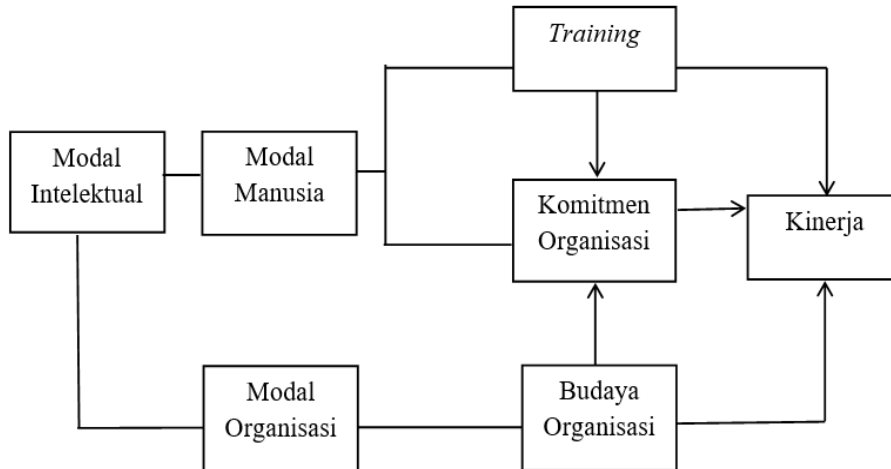 Training
Modal
Intelektual
Modal
Manusia
Komitmen
Organisasi
Kinerja
Modal
Organisasi
Budaya
Organisasi